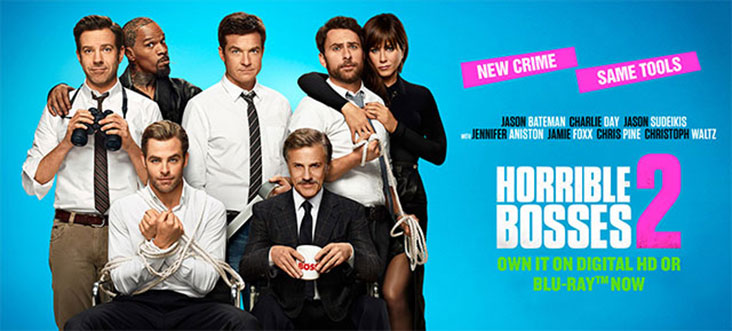 NEW CRIME
SAME TOOLS
JASON BATEMAN CHARLIE DAY JASON SUDEIKIS
WITH JENNIFER ANISTON JAMIE FOXX CHRIS PINE CHRISTOPH WALTZ
HORRIBLE
BOSSES 2
OWN IT ON DIGITAL HD OR
BLU-RAY™ NOW
BOSS